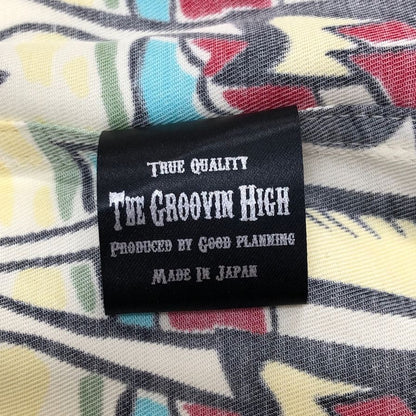 True Quality
The Groovin High
Produced by Good planning
Made In Japan